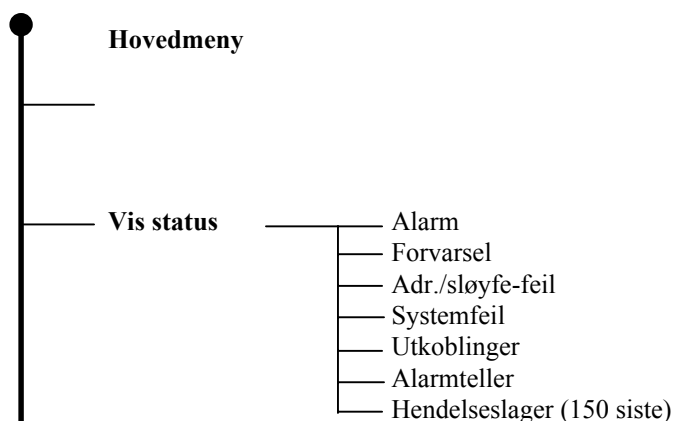 Hovedmeny
Vis status
Alarm
Forvarsel
Adr./sløyfe-feil
Systemfeil
Utkoblinger
Alarmteller
Hendelseslager (150 siste)